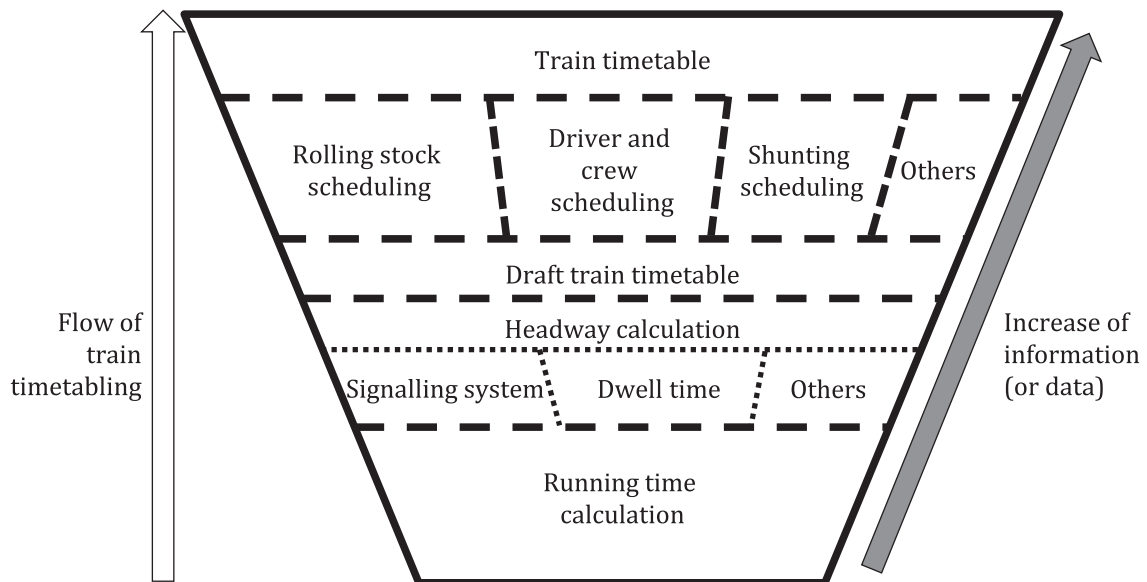 Train timetable
Rolling stock
scheduling
Driver and
crew
scheduling
Shunting
scheduling
Others
Draft train timetable
Headway calculation
Signalling system
Dwell time
Others
Running time
calculation
Flow of
train
timetabling
Increase of
information
(or data)